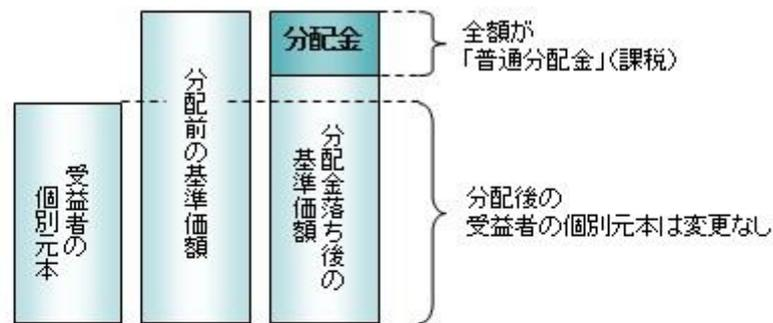 受益者の
個別元本
分配前の基準価額
分配金
分配金落ち後の
基準価額
全額が
「普通分配金」(課税)
分配後の
受益者の個別元本は変更なし